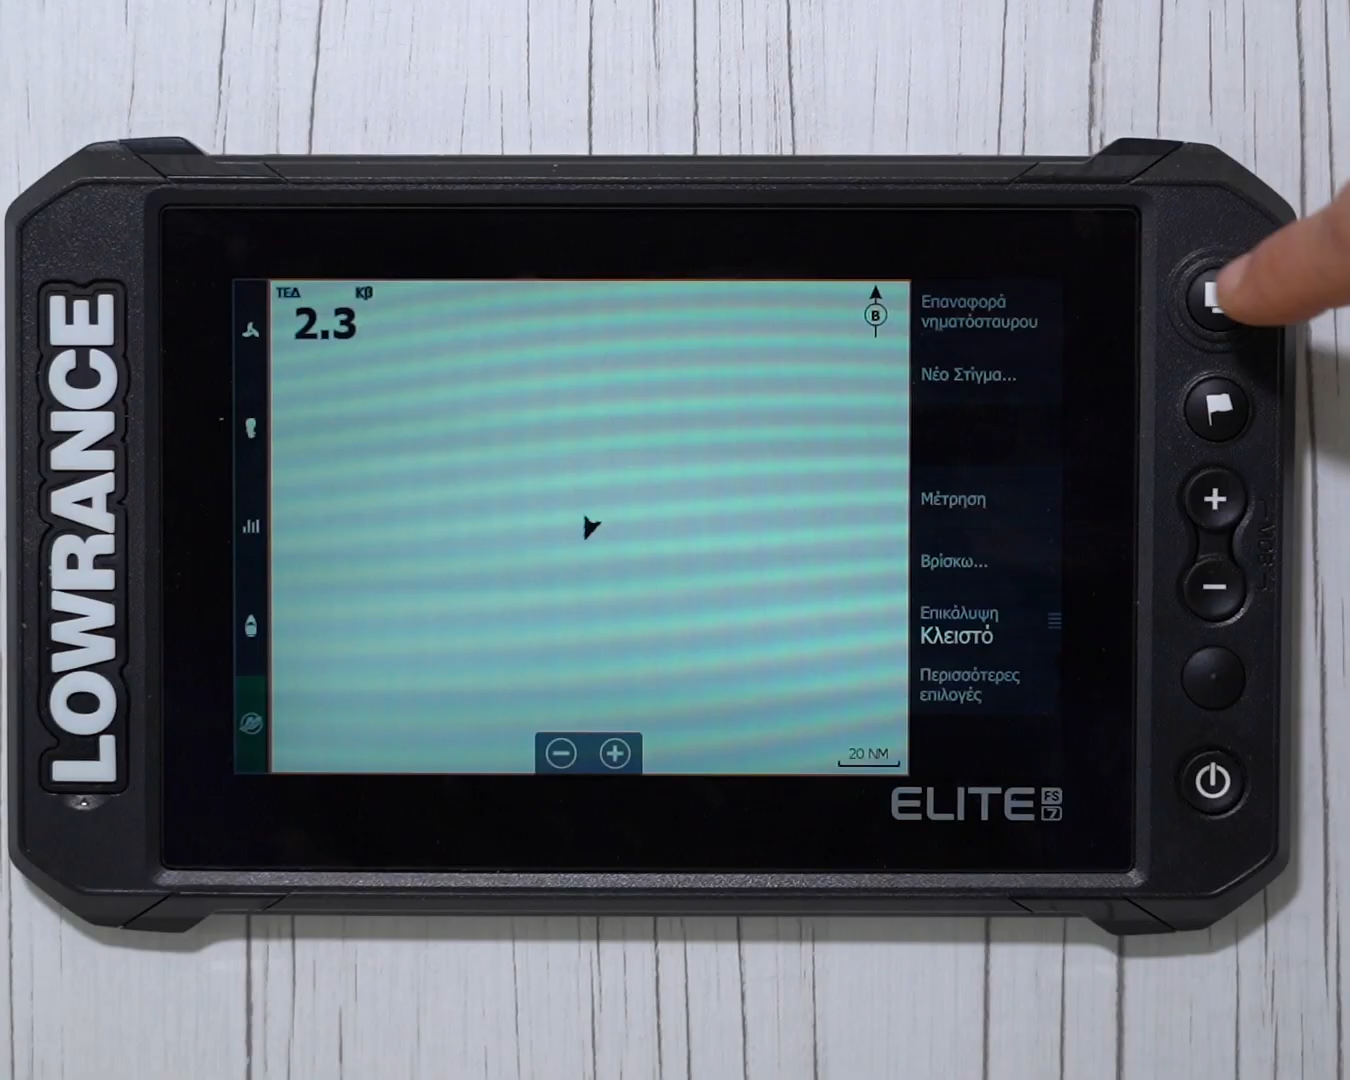 LOWRANCE
ΤΕΔ Κβ
2.3
B
20 NM
Επαναφορά
νηματόσταυρου
Νέο Στίγμα...
Μέτρηση
Βρίσκω...
Επικάλυψη
Κλειστό
Περισσότερες
επιλογές
ELITE FS 7